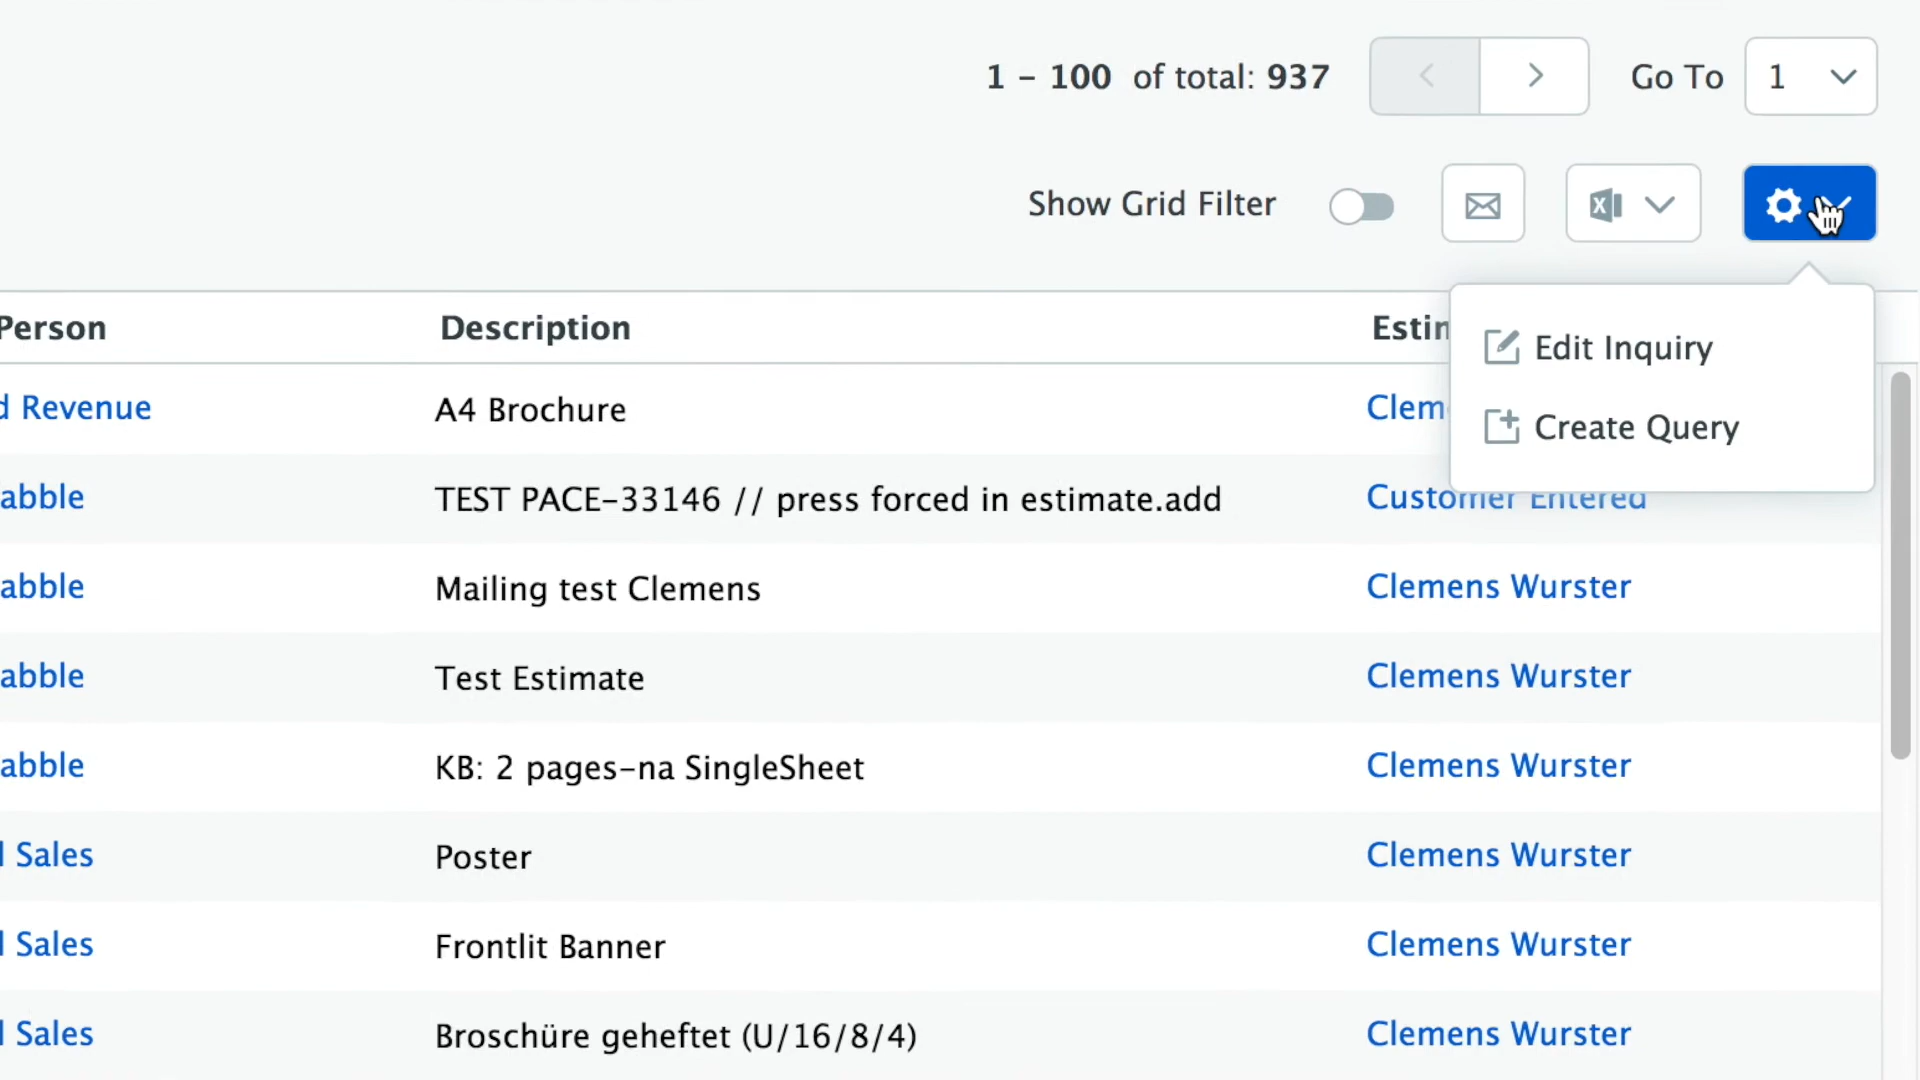 1 – 100 of total: 937
Go To 1
Show Grid Filter
Edit Inquiry
Create Query
Person Description Estin
d Revenue A4 Brochure Clem
abble TEST PACE-33146 // press forced in estimate.add Customer Entered
abble Mailing test Clemens Clemens Wurster
abble Test Estimate Clemens Wurster
abble KB: 2 pages-na SingleSheet Clemens Wurster
l Sales Poster Clemens Wurster
l Sales Frontlit Banner Clemens Wurster
l Sales Broschüre geheftet (U/16/8/4) Clemens Wurster